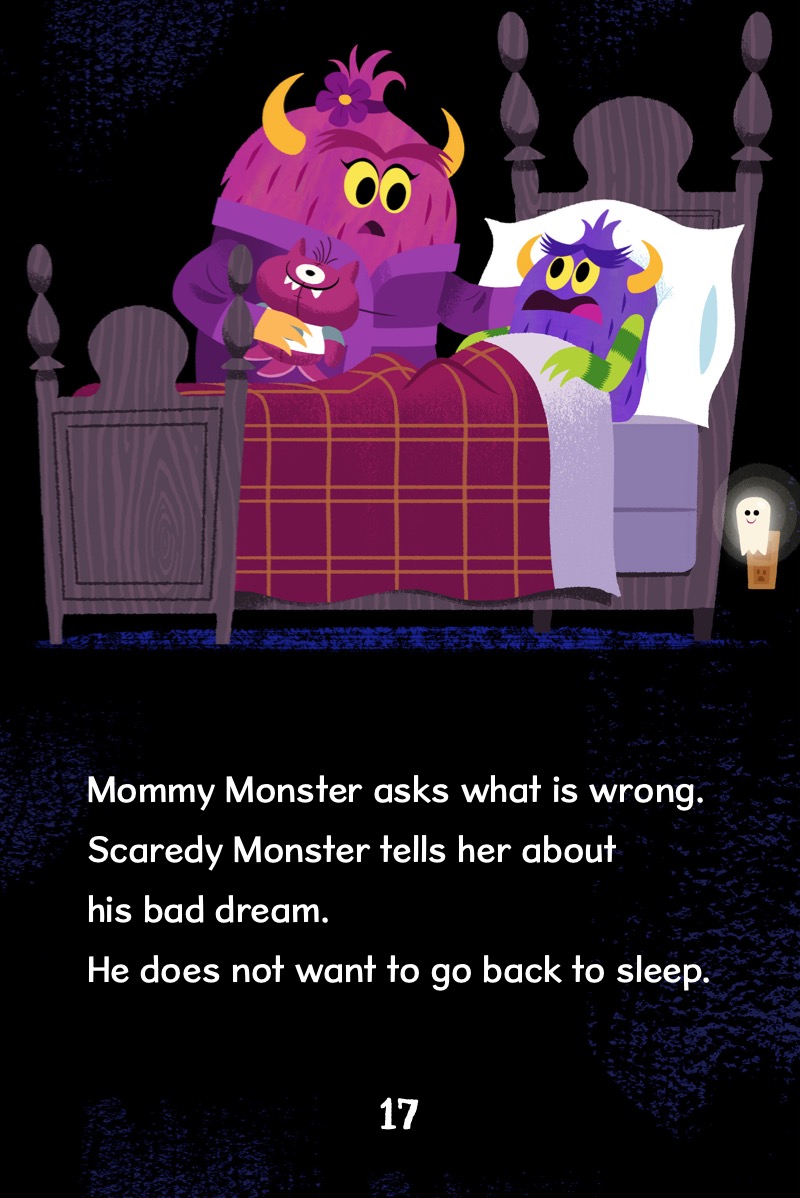 Mommy Monster asks what is wrong.
Scaredy Monster tells her about
his bad dream.
He does not want to go back to sleep.
17